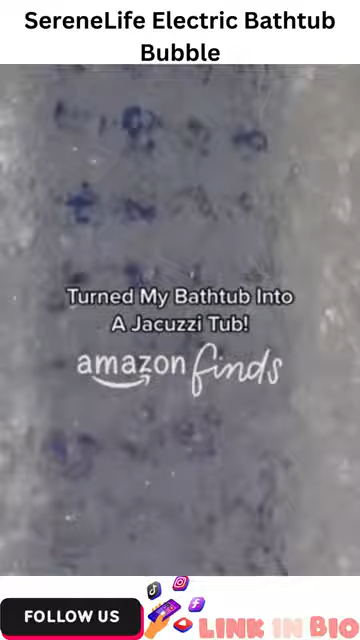 SereneLife Electric Bathtub
Bubble
Turned My Bathtub Into
A Jacuzzi Tub!
amazon finds
FOLLOW US
LINK IN BIO